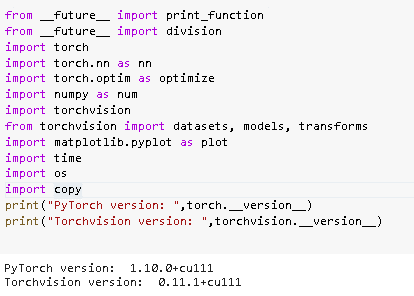 from __future__ import print_function
from __future__ import division
import torch
import torch.nn as nn
import torch.optim as optimize
import numpy as num
import torchvision
from torchvision import datasets, models, transforms
import matplotlib.pyplot as plot
import time
import os
import copy
print("PyTorch version: ",torch.__version__)
print("Torchvision version: ",torchvision.__version__)
PyTorch version:  1.10.0+cu111
Torchvision version:  0.11.1+cu111